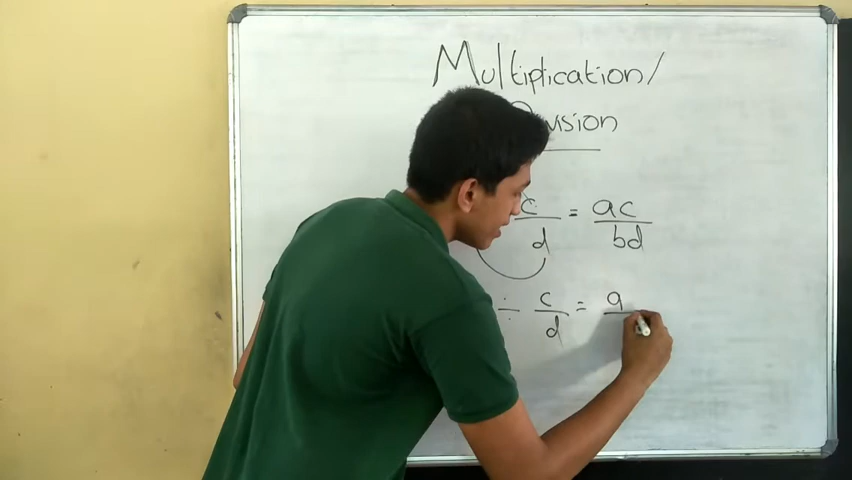 Multiplication/
Division
c/d = ac/bd
÷ c/d = a